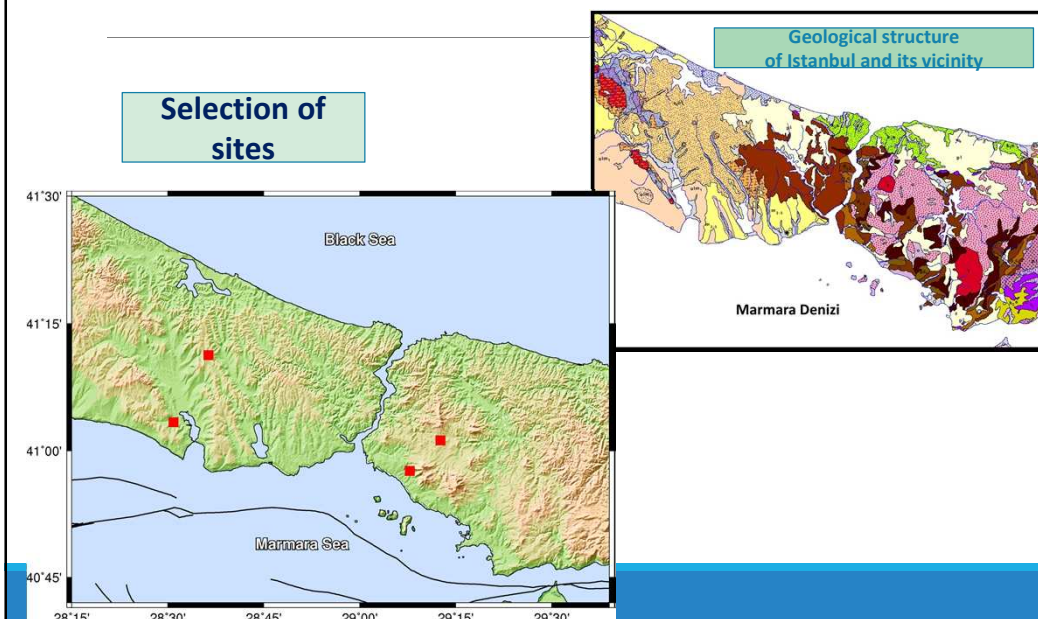 Geological structure
of Istanbul and its vicinity
Selection of
sites
Marmara Denizi
41°30'
Black Sea
41°15'
41°00'
Marmara Sea
40°45'
28°15'
28°30'
28°45'
29°00'
29°15'
29°30'